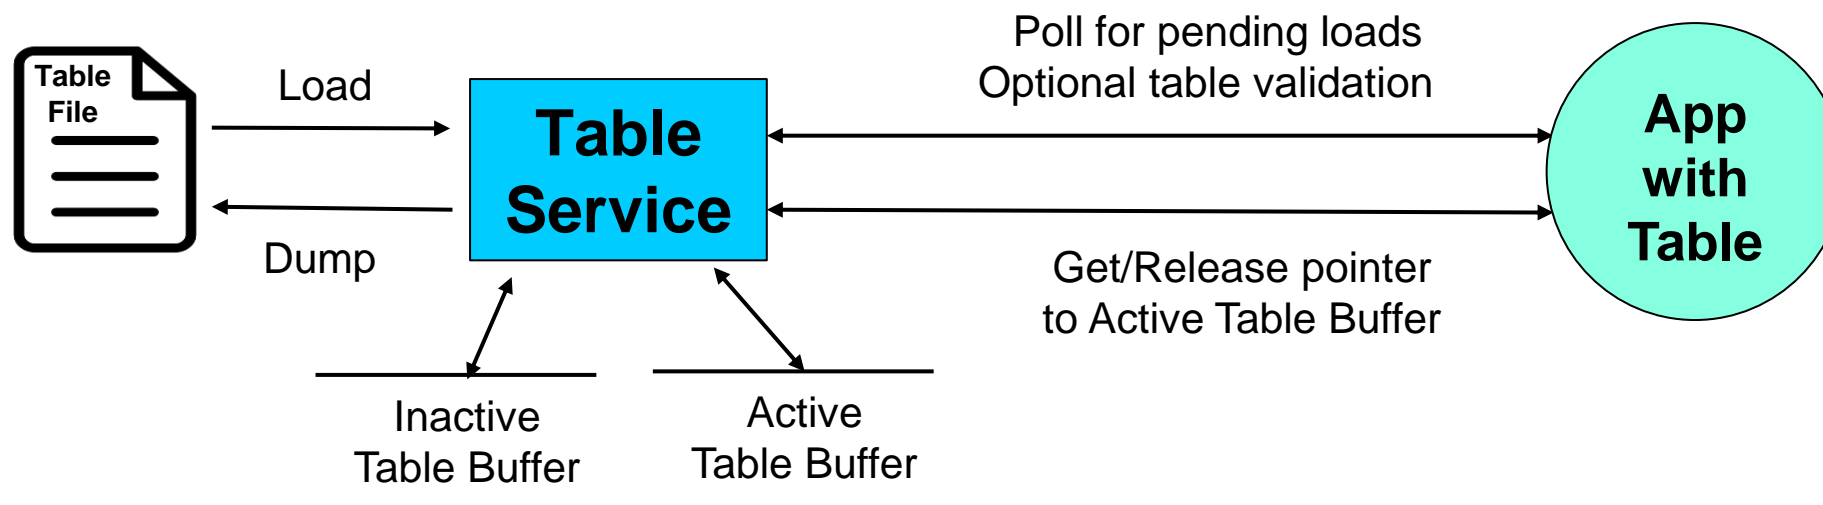 Table
File
Load
Dump
Table
Service
Poll for pending loads
Optional table validation
Get/Release pointer
to Active Table Buffer
App
with
Table
Inactive
Table Buffer
Active
Table Buffer